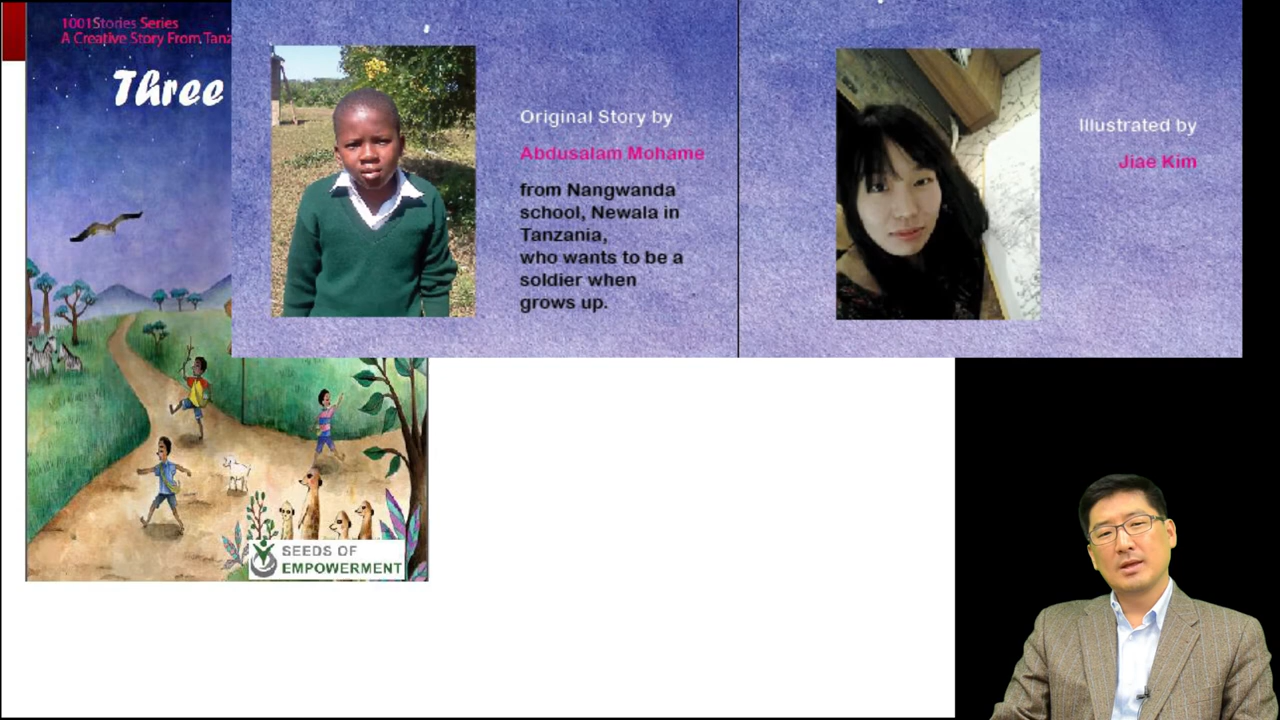 1001Stories Series
A Creative Story From Tanz
Three
Original Story by
Abdusalam Mohame
from Nangwanda
school, Newala in
Tanzania,
who wants to be a
soldier when
grows up.
Illustrated by
Jiae Kim
SEEDS OF
EMPOWERMENT